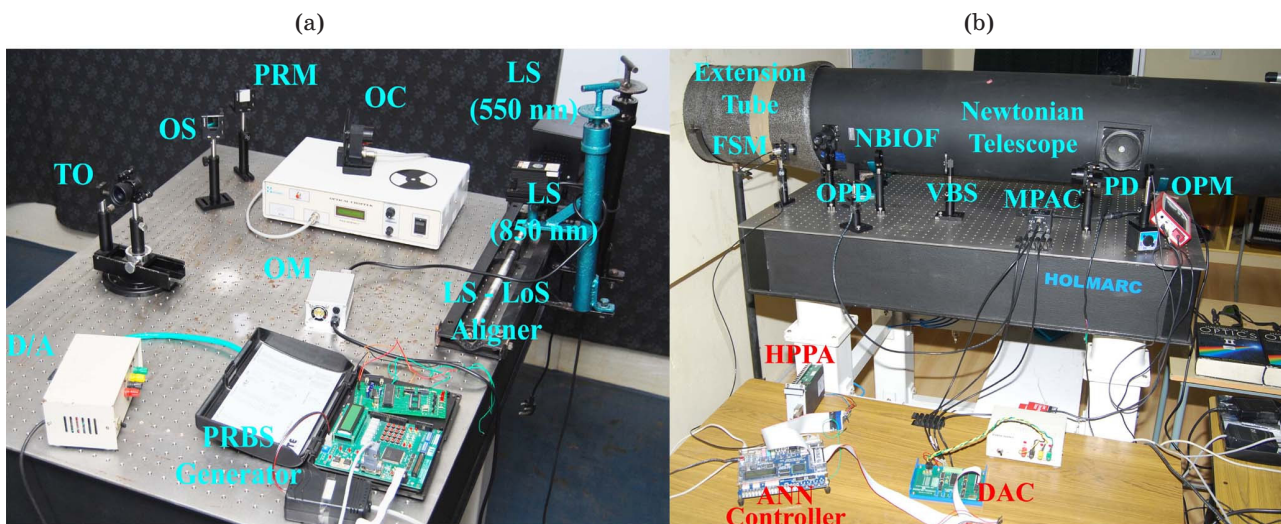 (a)
(b)
PRM
OC
LS
(550 nm)
OS
TO
LS
(850 nm)
OM
LS - LoS
Aligner
D/A
PRBS
Generator
Extension
Tube
Newtonian
Telescope
FSM
NBIOF
OPD
VBS
MPAC
PD
OPM
HOLMARC
HPPA
OPTICS
ANN
Controller
DAC